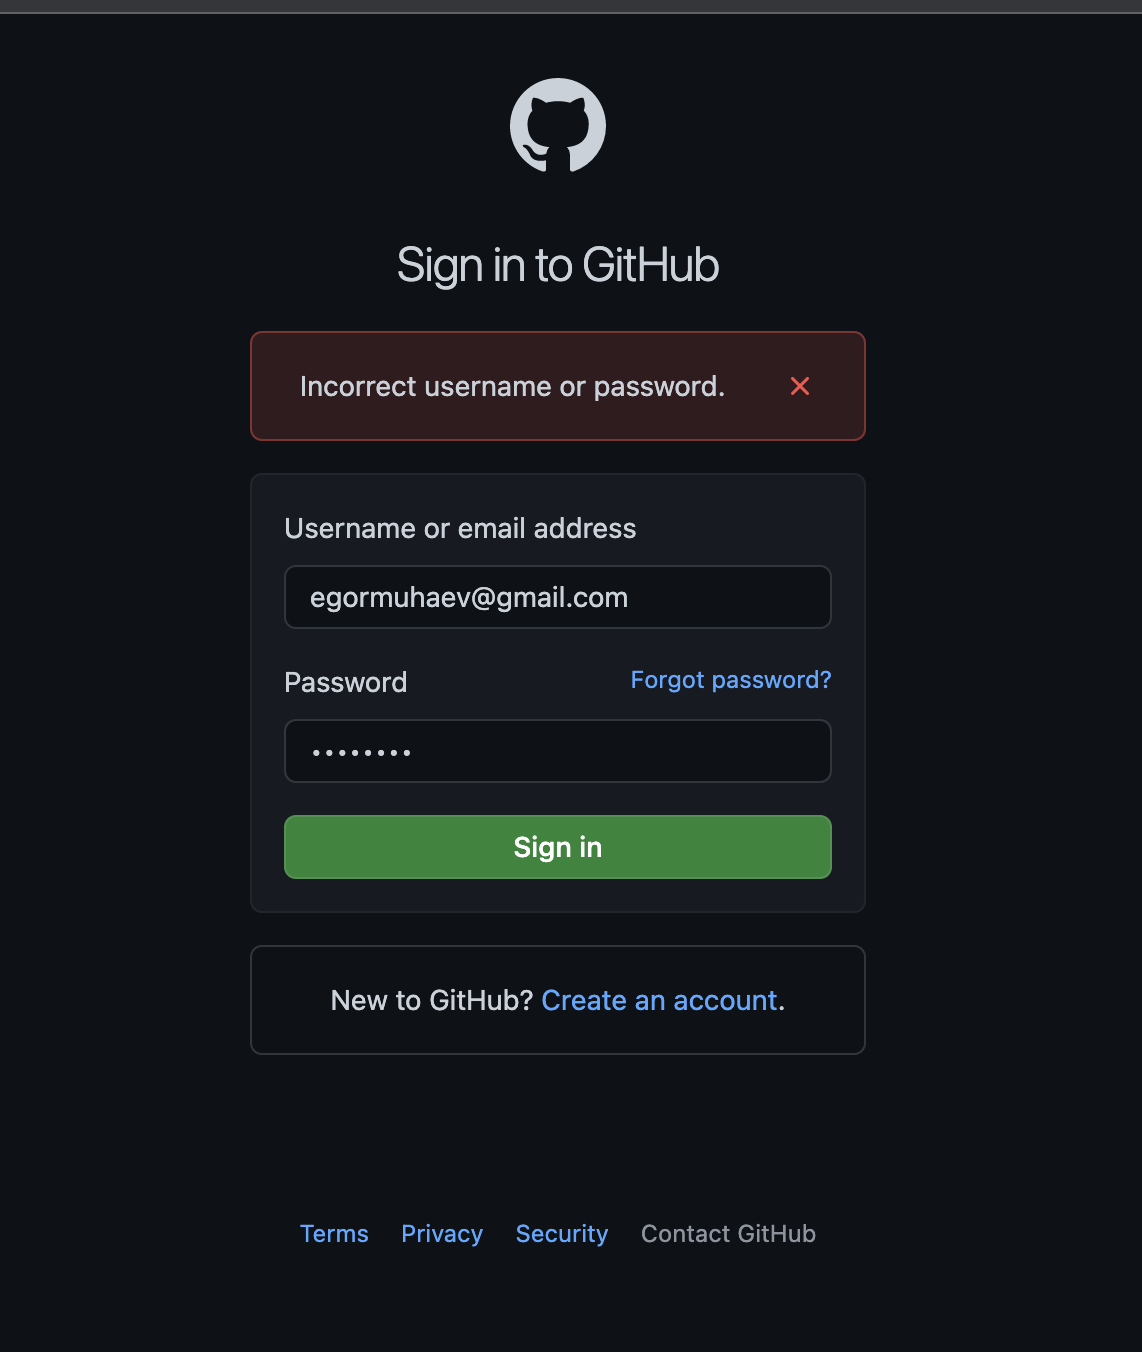 Sign in to GitHub
Incorrect username or password.
Username or email address
egormuhaev@gmail.com
Password Forgot password?
••••••••
Sign in
New to GitHub? Create an account.
Terms Privacy Security Contact GitHub